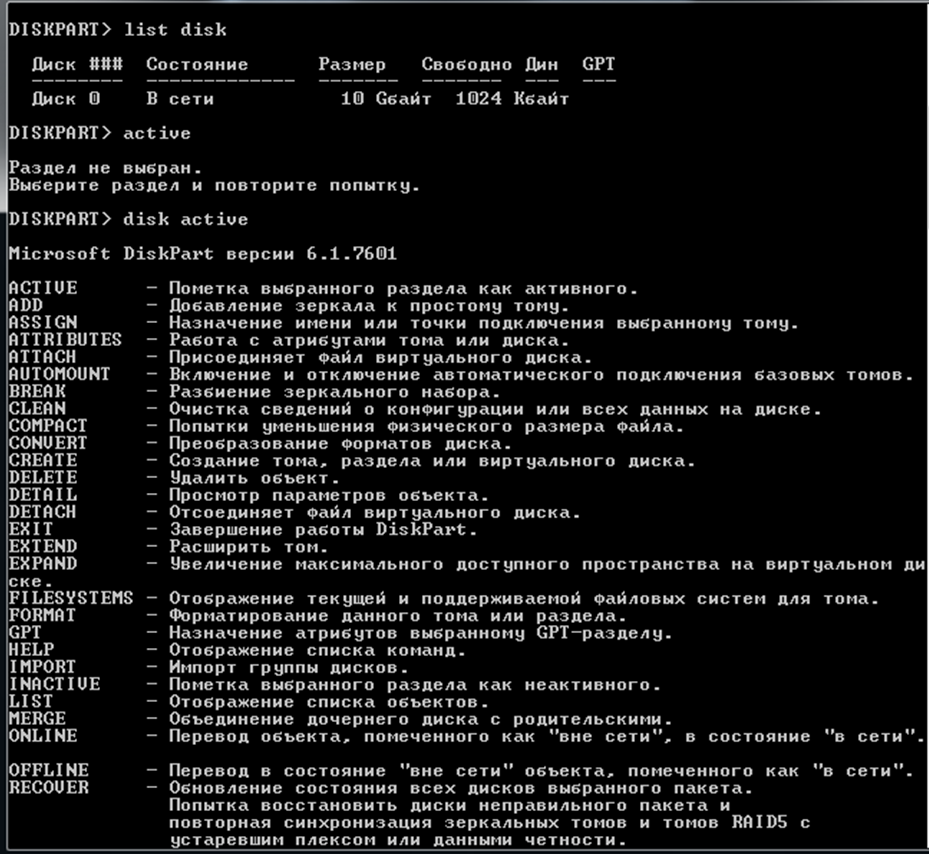 DISKPART> list disk
Диск ### Состояние Размер Свободно Дин GPT
-------- ------------- ------- ------- --- ---
Диск 0 В сети 10 Gбайт 1024 Kбайт
DISKPART> active
Раздел не выбран.
Выберите раздел и повторите попытку.
DISKPART> disk active
Microsoft DiskPart версии 6.1.7601
ACTIVE – Пометка выбранного раздела как активного.
ADD – Добавление зеркала к простому тому.
ASSIGN – Назначение имени или точки подключения выбранному тому.
ATTRIBUTES – Работа с атрибутами тома или диска.
ATTACH – Присоединяет файл виртуального диска.
AUTOMOUNT – Включение и отключение автоматического подключения базовых томов.
BREAK – Разбиение зеркального набора.
CLEAN – Очистка сведений о конфигурации или всех данных на диске.
COMPACT – Попытки уменьшения физического размера файла.
CONVERT – Преобразование форматов диска.
CREATE – Создание тома, раздела или виртуального диска.
DELETE – Удалить объект.
DETAIL – Просмотр параметров объекта.
DETACH – Отсоединяет файл виртуального диска.
EXIT – Завершение работы DiskPart.
EXTEND – Расширить том.
EXPAND – Увеличение максимального доступного пространства на виртуальном ди
ске.
FILESYSTEMS – Отображение текущей и поддерживаемой файловых систем для тома.
FORMAT – Форматирование данного тома или раздела.
GPT – Назначение атрибутов выбранному GPT-разделу.
HELP – Отображение списка команд.
IMPORT – Импорт группы дисков.
INACTIVE – Пометка выбранного раздела как неактивного.
LIST – Отображение списка объектов.
MERGE – Объединение дочернего диска с родительскими.
ONLINE – Перевод объекта, помеченного как "вне сети", в состояние "в сети".
OFFLINE – Перевод в состояние "вне сети" объекта, помеченного как "в сети".
RECOVER – Обновление состояния всех дисков выбранного пакета.
Попытка восстановить диски неправильного пакета и
повторная синхронизация зеркальных томов и томов RAID5 с
устаревшим плексом или данными четности.